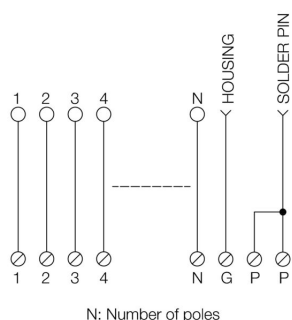 HOUSING
SOLDER PIN
1 2 3 4 N
1 2 3 4 N G P P
N: Number of poles